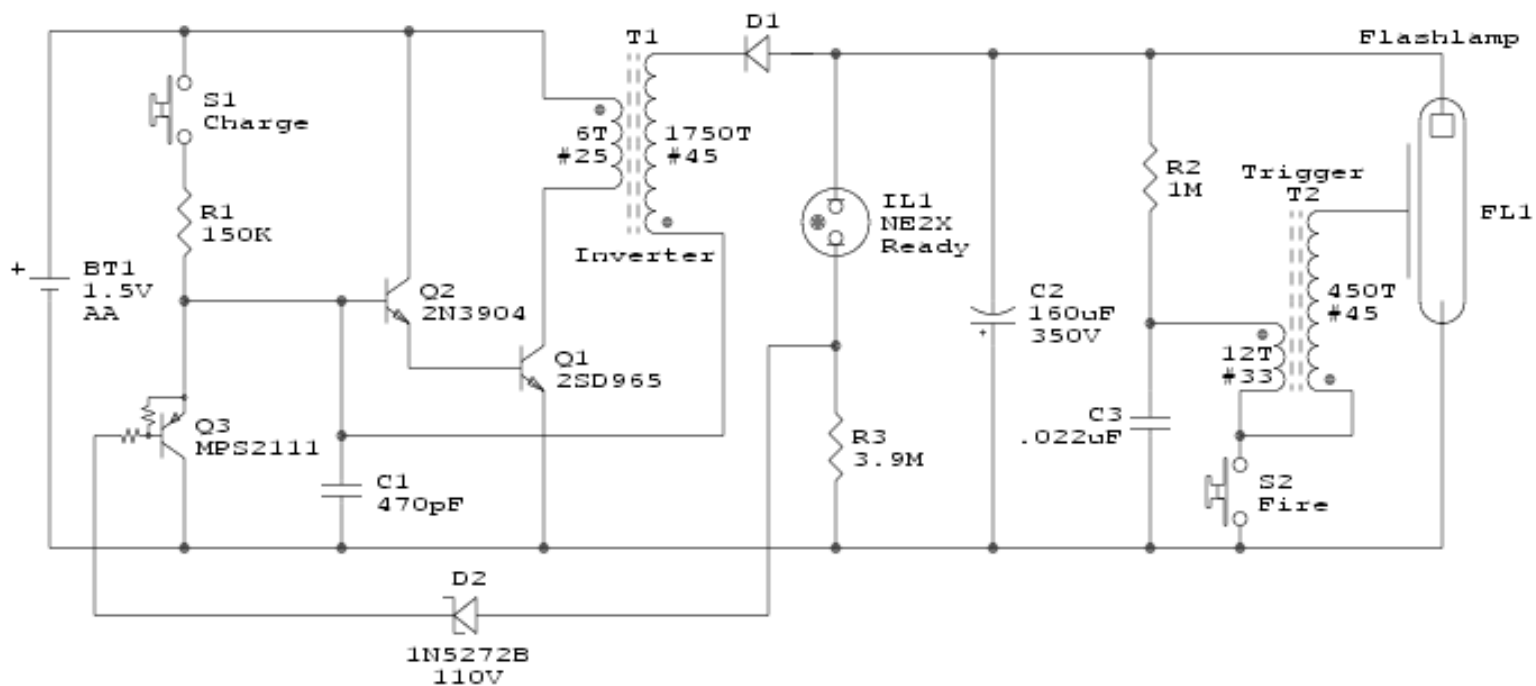 D1
T1
Flashlamp
S1
Charge
6T
#25
1750T
#45
R1
150K
IL1
NE2X
Ready
R2
1M
Trigger
T2
FL1
Inverter
+
BT1
1.5V
AA
Q2
2N3904
C2
160uF
350V
+
450T
#45
12T
#33
Q1
2SD965
Q3
MPS2111
C3
.022uF
R3
3.9M
C1
470pF
S2
Fire
D2
1N5272B
110V